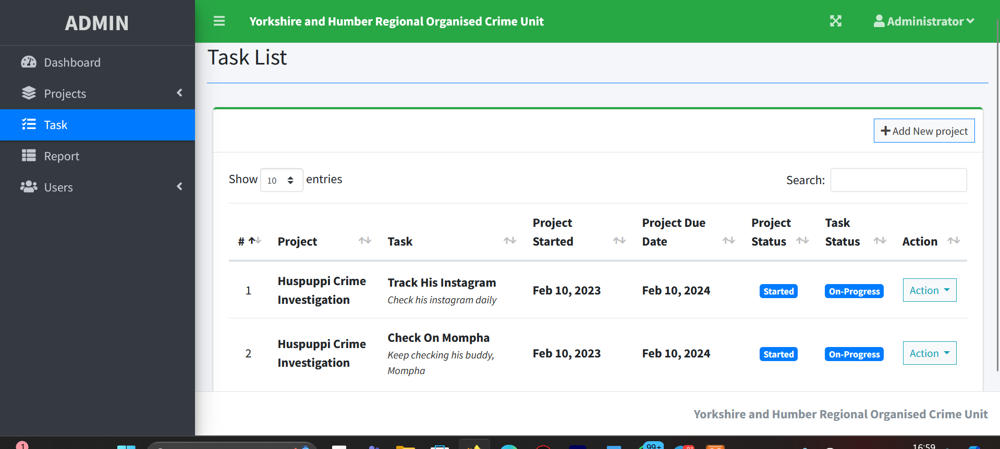 ADMIN
Yorkshire and Humber Regional Organised Crime Unit
Administrator
Dashboard
Projects
Task
Report
Users
Task List
Add New project
Show 10 entries
Search:
# Project Task Project Started Project Due Date Project Status Task Status Action
1 Huspuppi Crime Investigation Track His Instagram Check his instagram daily Feb 10, 2023 Feb 10, 2024 Started On-Progress Action
2 Huspuppi Crime Investigation Check On Mompha Keep checking his buddy, Mompha Feb 10, 2023 Feb 10, 2024 Started On-Progress Action
Yorkshire and Humber Regional Organised Crime Unit
1
99+
16:59